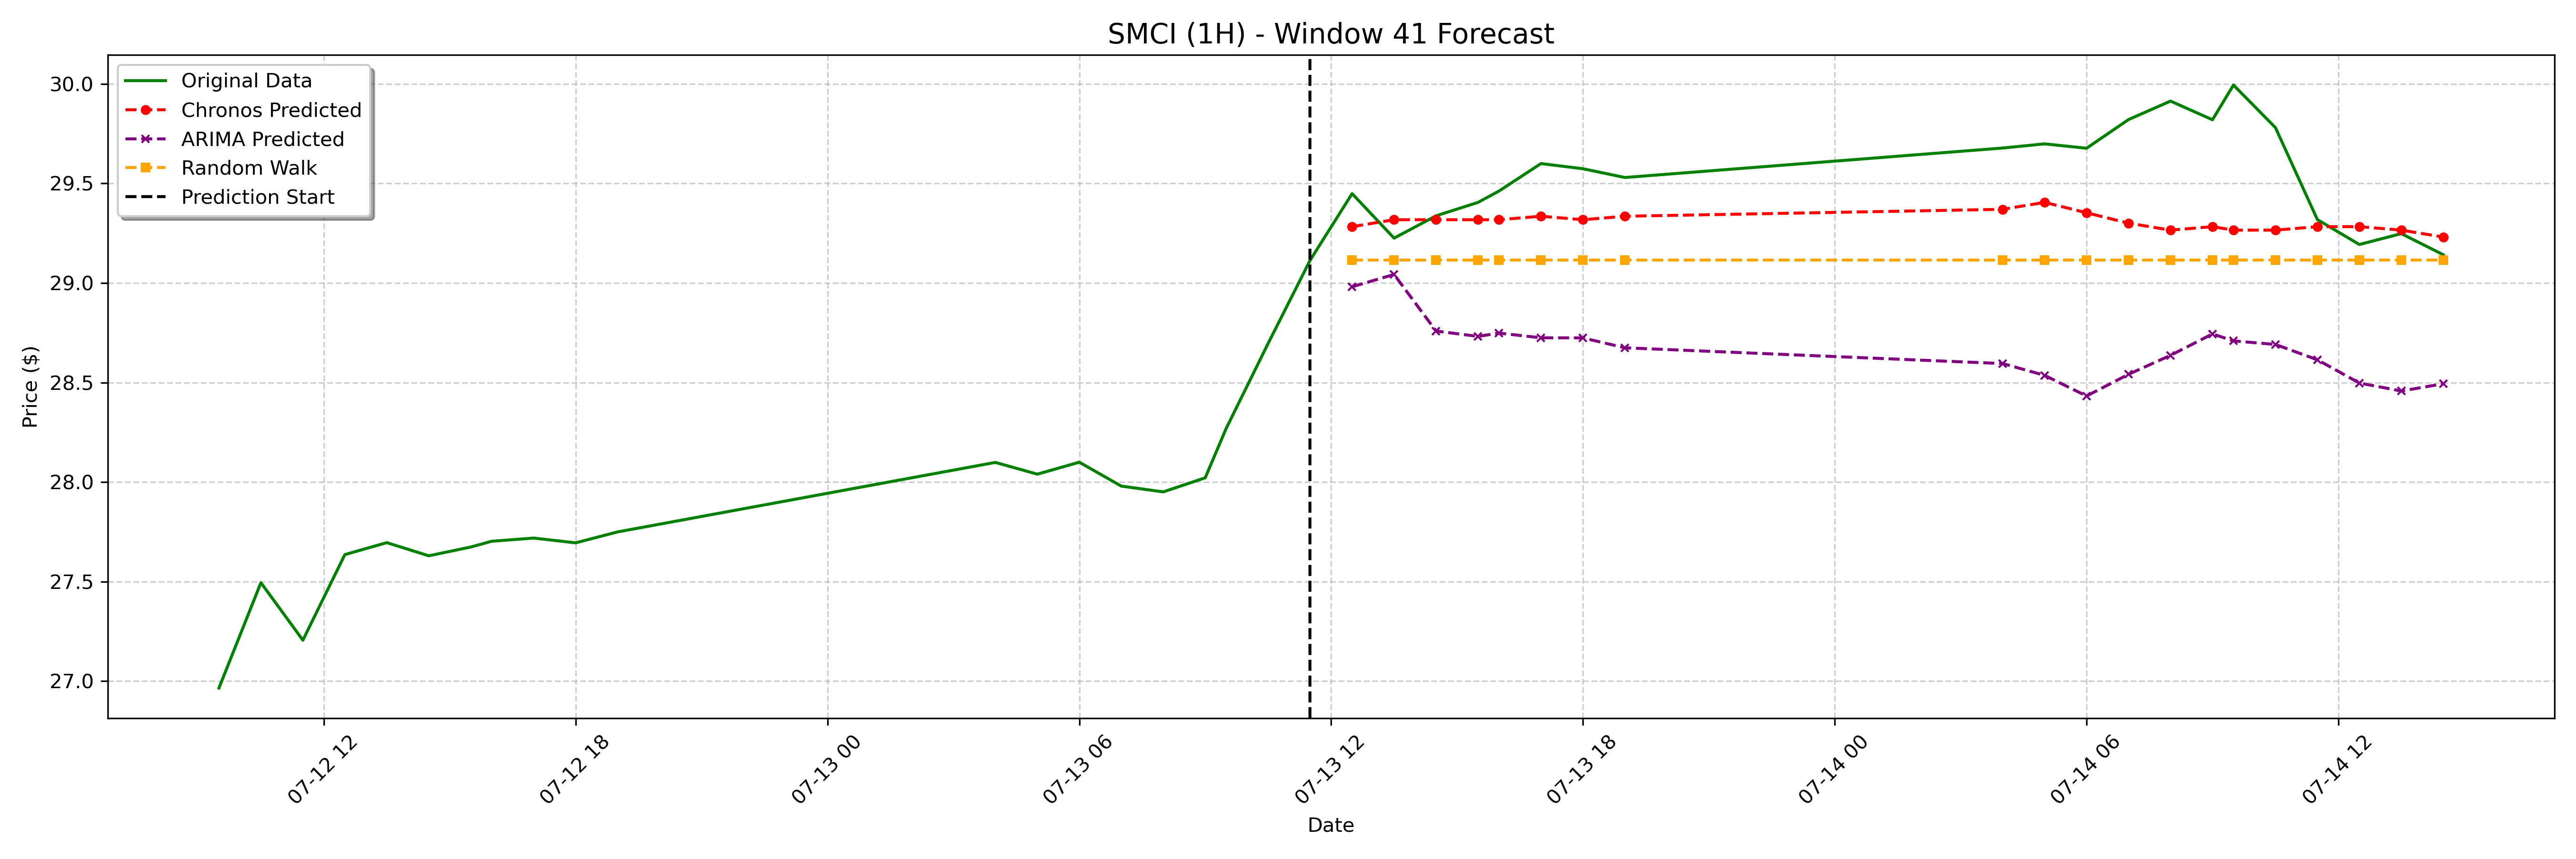 SMCI (1H) - Window 41 Forecast
Original Data
Chronos Predicted
ARIMA Predicted
Random Walk
Prediction Start
Price ($)
30.0
29.5
29.0
28.5
28.0
27.5
27.0
07-12 12
07-12 18
07-13 00
07-13 06
07-13 12
07-13 18
07-14 00
07-14 06
07-14 12
Date